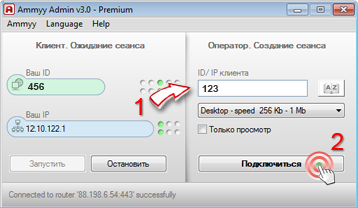 Ammyy Admin v3.0 - Premium
Ammyy Language Help
Клиент. Ожидание сеанса
Ваш ID
456
Ваш IP
12.10.122.1
Запустить
Остановить
Оператор. Создание сеанса
ID/ IP клиента
123
AZ
1
Desktop - speed 256 Kb - 1 Mb
Только просмотр
2
Подключиться
Connected to router '88.198.6.54:443' successfully